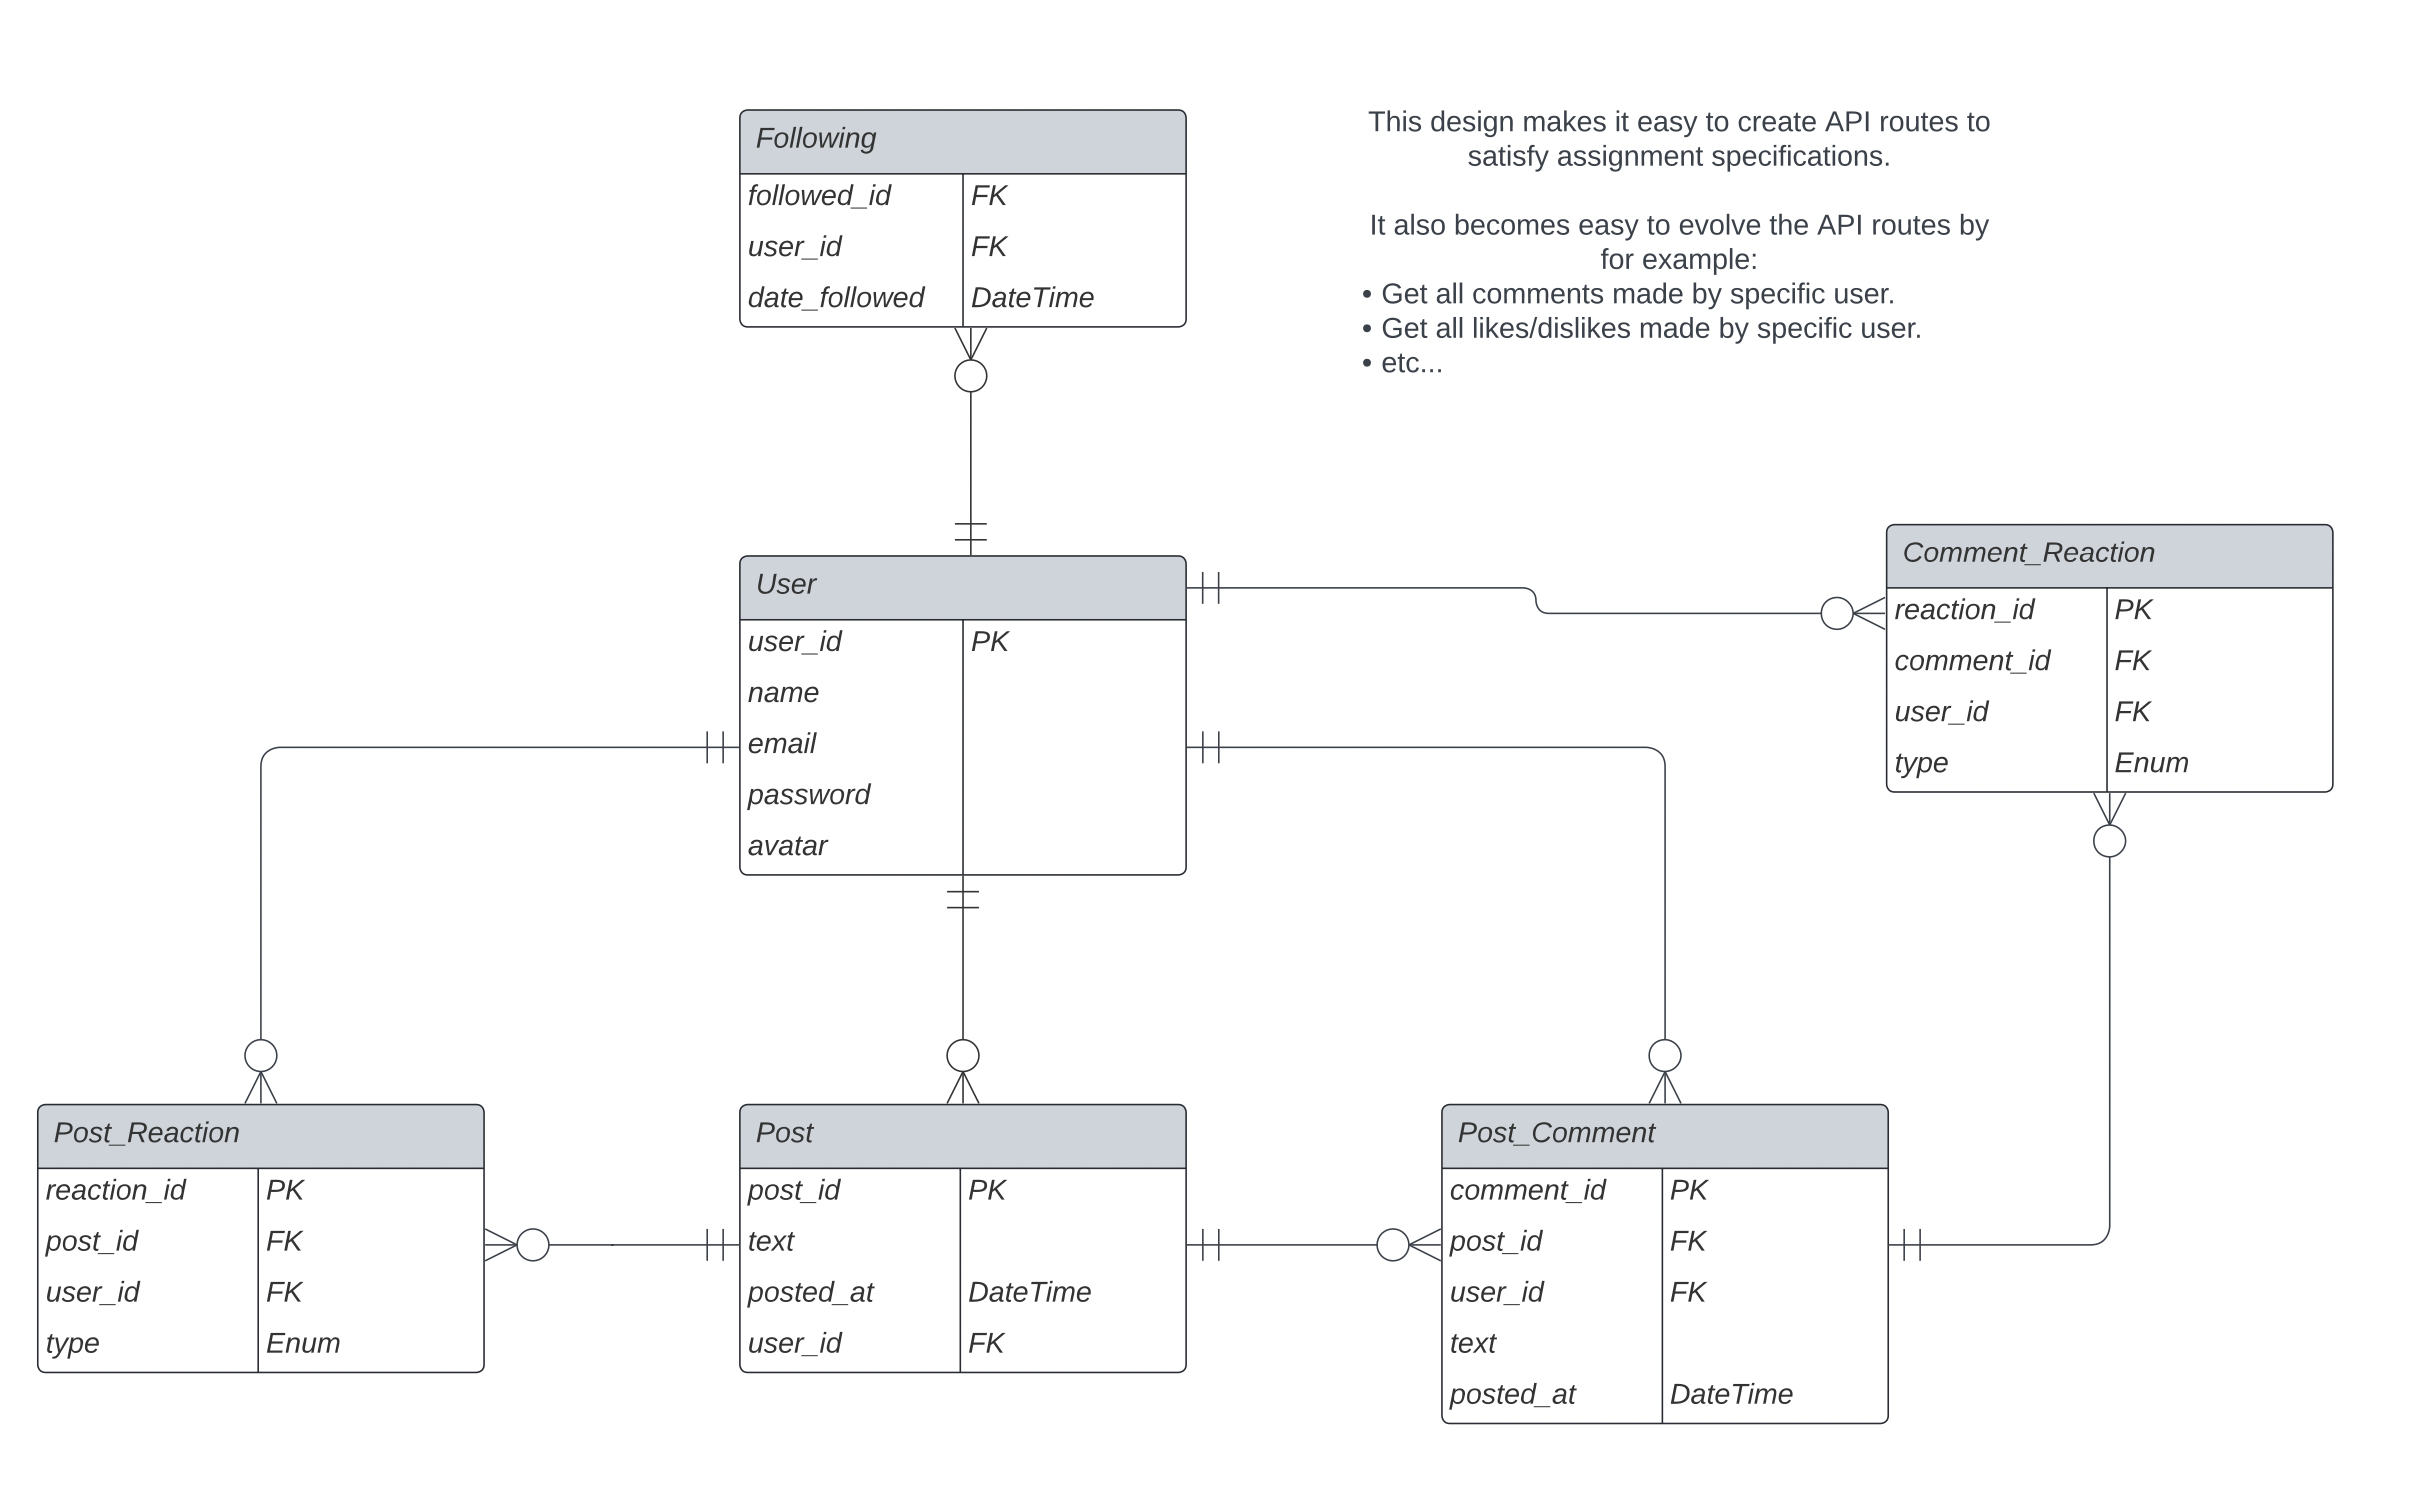 Following
followed_id FK
user_id FK
date_followed DateTime
This design makes it easy to create API routes to
satisfy assignment specifications.
It also becomes easy to evolve the API routes by
for example:
• Get all comments made by specific user.
• Get all likes/dislikes made by specific user.
• etc...
User
user_id PK
name
email
password
avatar
Comment_Reaction
reaction_id PK
comment_id FK
user_id FK
type Enum
Post_Reaction
reaction_id PK
post_id FK
user_id FK
type Enum
Post
post_id PK
text
posted_at DateTime
user_id FK
Post_Comment
comment_id PK
post_id FK
user_id FK
text
posted_at DateTime